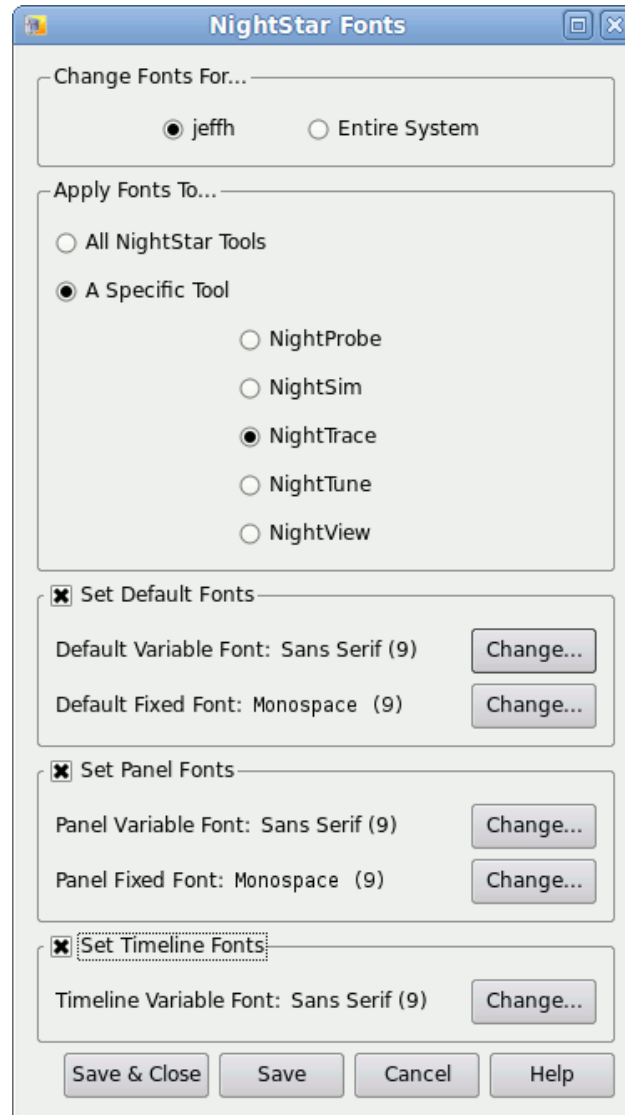 NightStar Fonts
Change Fonts For...
jeffh Entire System
Apply Fonts To...
All NightStar Tools
A Specific Tool
NightProbe
NightSim
NightTrace
NightTune
NightView
Set Default Fonts
Default Variable Font: Sans Serif (9) Change...
Default Fixed Font: Monospace (9) Change...
Set Panel Fonts
Panel Variable Font: Sans Serif (9) Change...
Panel Fixed Font: Monospace (9) Change...
Set Timeline Fonts
Timeline Variable Font: Sans Serif (9) Change...
Save & Close Save Cancel Help